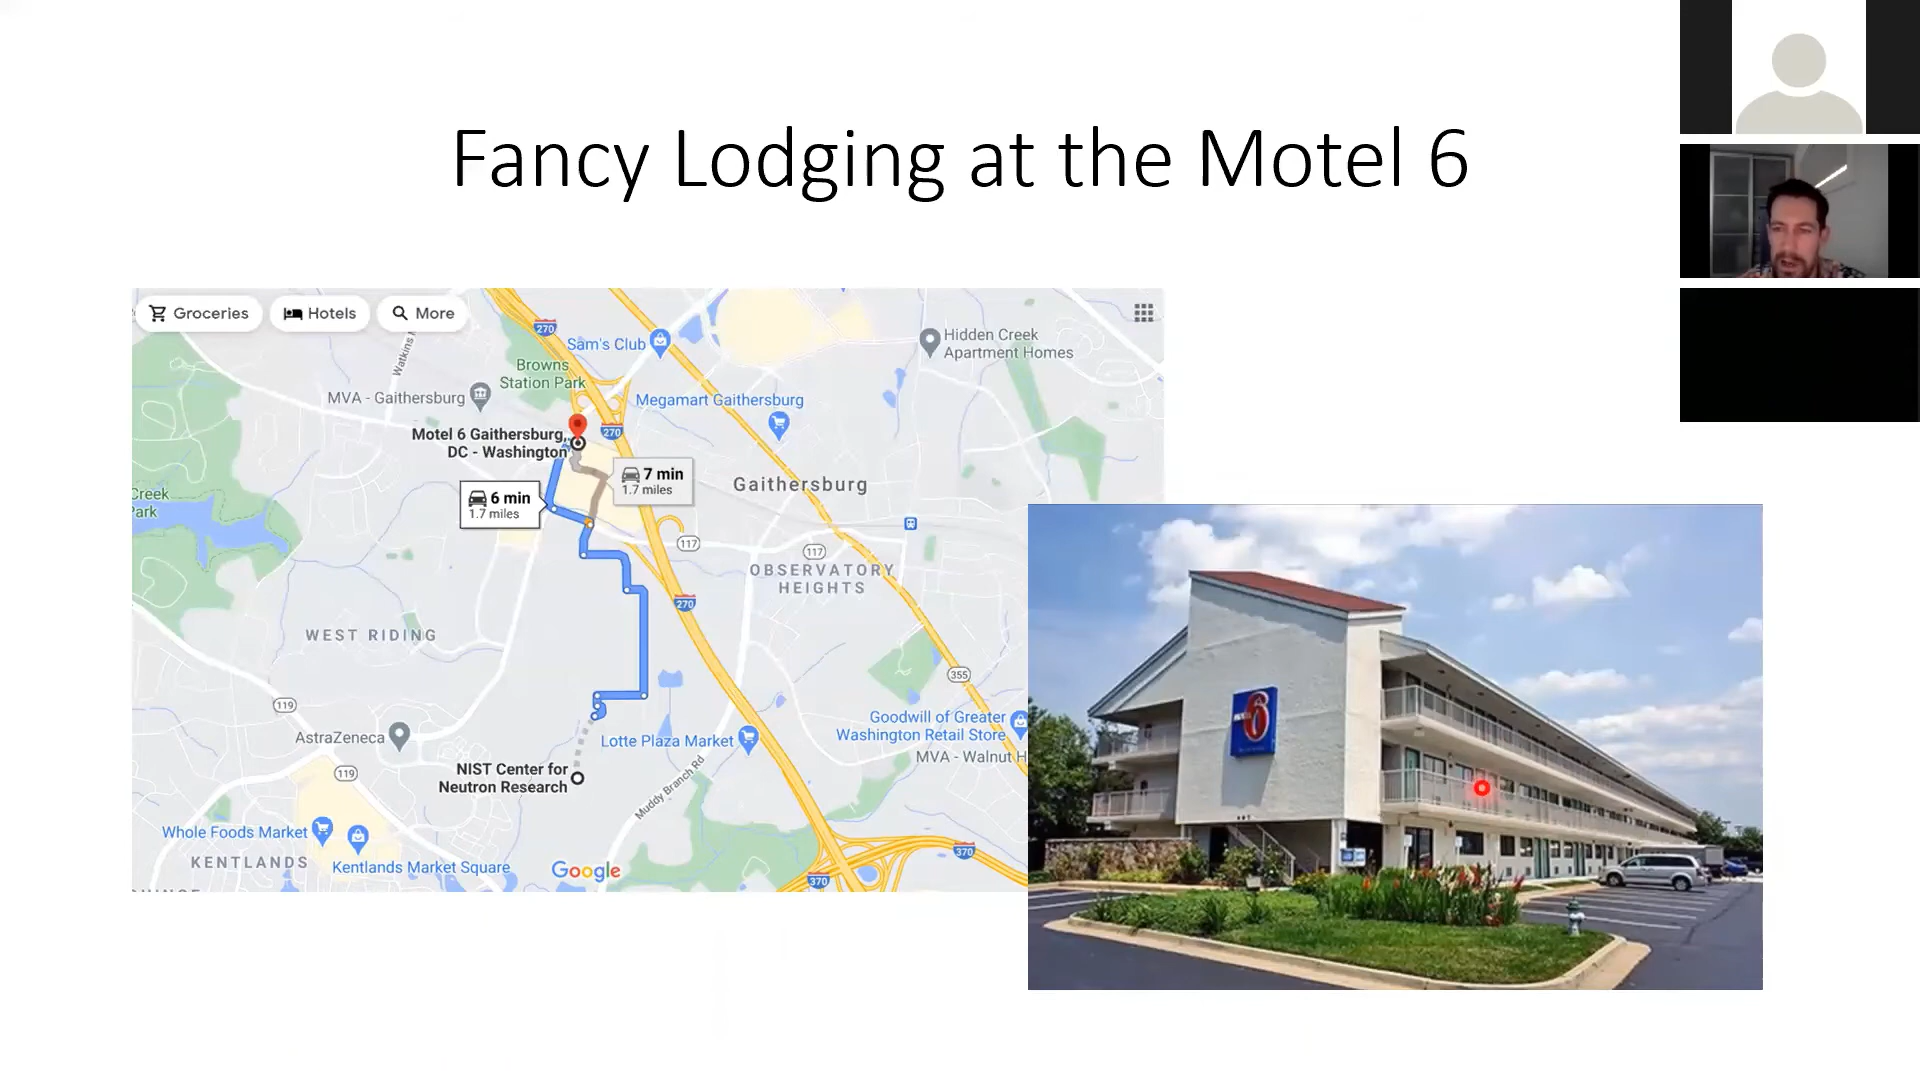 Fancy Lodging at the Motel 6
Groceries
Hotels
More
270
Sam's Club
Hidden Creek
Apartment Homes
Browns
Station Park
Watkins
MVA - Gaithersburg
Megamart Gaithersburg
Motel 6 Gaithersburg,
DC - Washington
270
7 min
1.7 miles
6 min
1.7 miles
Gaithersburg
Creek
Park
117
117
OBSERVATORY
HEIGHTS
270
WEST RIDING
355
119
Goodwill of Greater
Washington Retail Store
AstraZeneca
Lotte Plaza Market
MVA - Walnut H
119
NIST Center for
Neutron Research
Muddy Branch Rd
Whole Foods Market
KENTLANDS
Kentlands Market Square
Google
370
370
6